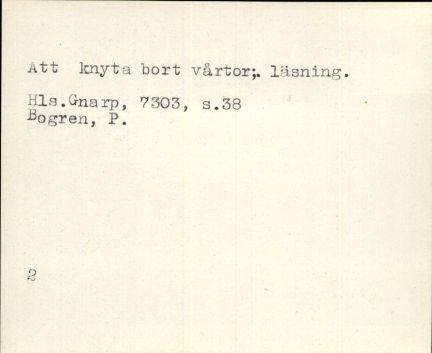 Att knyta bort vårtor;. läsning.
Hls.Gnarp, 7303, s.38
Bogren, P.
2